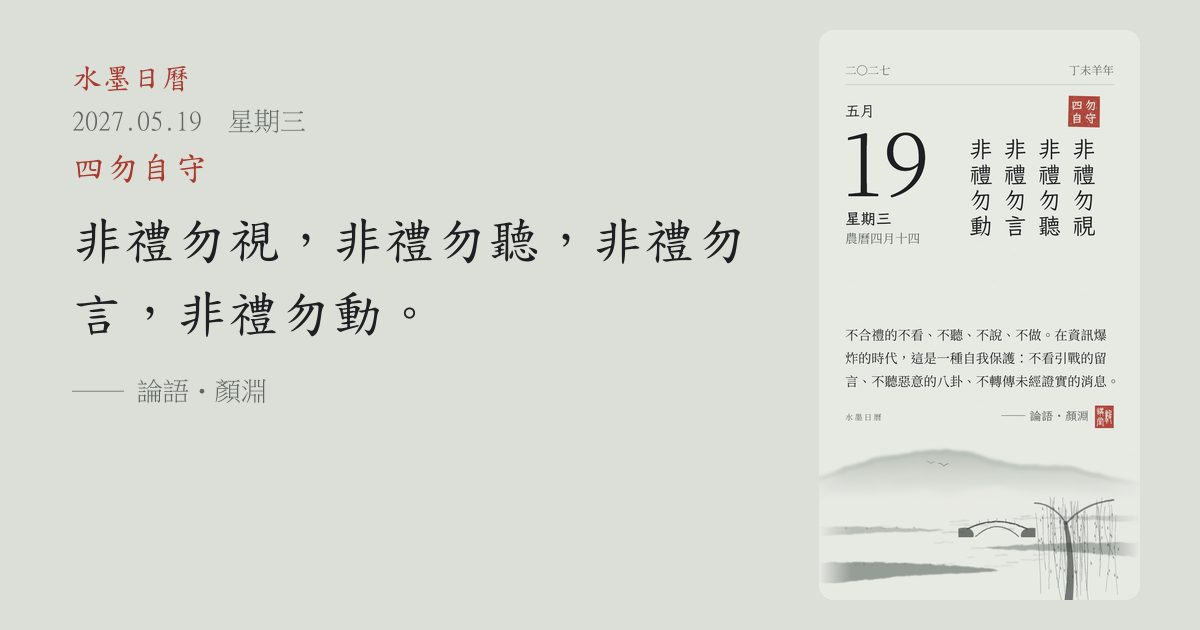 水墨日曆
2027.05.19 星期三
四勿自守
非禮勿視，非禮勿聽，非禮勿
言，非禮勿動。
—— 論語・顏淵
二〇二七
丁未羊年
五月
19
星期三
農曆四月十四
四勿自守
非禮勿視
非禮勿聽
非禮勿言
非禮勿動
不合禮的不看、不聽、不說、不做。在資訊爆
炸的時代，這是一種自我保護：不看引戰的留
言、不聽惡意的八卦、不轉傳未經證實的消息。
水墨日曆
—— 論語・顏淵